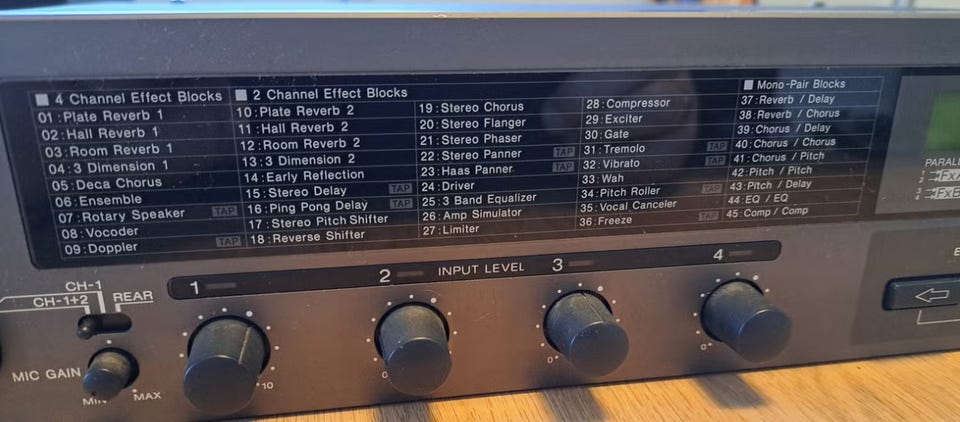 ■ 4 Channel Effect Blocks
01:Plate Reverb 1
02:Hall Reverb 1
03:Room Reverb 1
04:3 Dimension 1
05:Deca Chorus
06:Ensemble
07:Rotary Speaker TAP
08:Vocoder
09:Doppler TAP
■ 2 Channel Effect Blocks
10:Plate Reverb 2
11:Hall Reverb 2
12:Room Reverb 2
13:3 Dimension 2
14:Early Reflection
15:Stereo Delay TAP
16:Ping Pong Delay TAP
17:Stereo Pitch Shifter
18:Reverse Shifter
19:Stereo Chorus
20:Stereo Flanger
21:Stereo Phaser
22:Stereo Panner TAP
23:Haas Panner TAP
24:Driver
25:3 Band Equalizer
26:Amp Simulator
27:Limiter
28:Compressor
29:Exciter
30:Gate
31:Tremolo TAP
32:Vibrato TAP
33:Wah
34:Pitch Roller TAP
35:Vocal Canceler
36:Freeze TAP
■ Mono-Pair Blocks
37:Reverb / Delay
38:Reverb / Chorus
39:Chorus / Delay
40:Chorus / Chorus
41:Chorus / Pitch
42:Pitch / Pitch
43:Pitch / Delay
44:EQ / EQ
45:Comp / Comp
PARALL
1
2
3
4
FxA
FxB
CH-1
CH-1+2
REAR
MIC GAIN
MIN
MAX
1
2
INPUT LEVEL
3
4
10
0
0
0
E